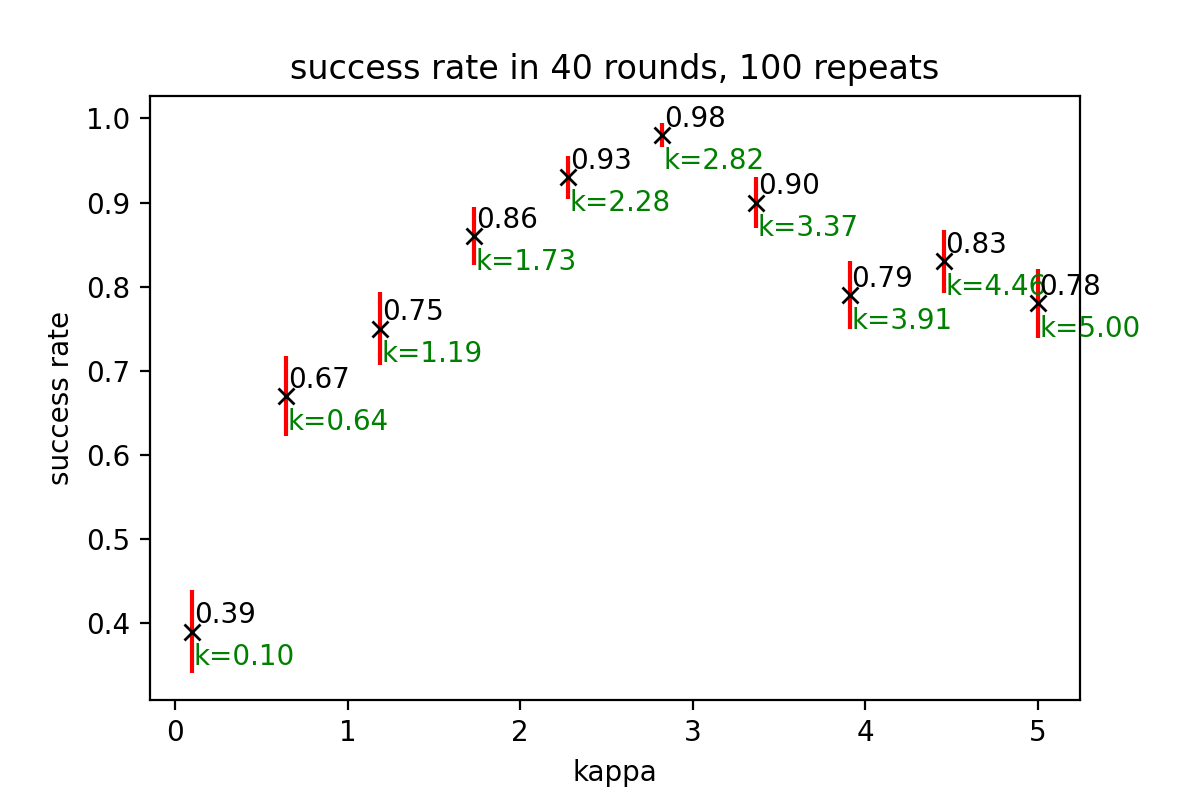 success rate in 40 rounds, 100 repeats
success rate
1.0
0.9
0.8
0.7
0.6
0.5
0.4
0.39
k=0.10
0.67
k=0.64
0.75
k=1.19
0.86
k=1.73
0.93
k=2.28
0.98
k=2.82
0.90
k=3.37
0.79
k=3.91
0.83
k=4.46
0.78
k=5.00
0 1 2 3 4 5
kappa